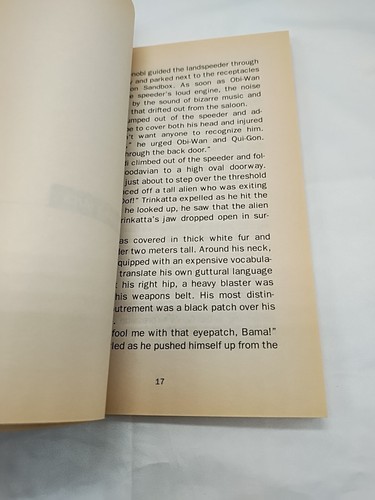 nobi guided the landspeeder through
and parked next to the receptacles
on Sandbox. As soon as Obi-Wan
e speeder's loud engine, the noise
by the sound of bizarre music and
that drifted out from the saloon.
umped out of the speeder and ad-
e to cover both his head and injured
n't want anyone to recognize him.
," he urged Obi-Wan and Qui-Gon.
hrough the back door."
di climbed out of the speeder and fol-
oodavian to a high oval doorway.
just about to step over the threshold
ced off a tall alien who was exiting
Oof!" Trinkatta expelled as he hit the
he looked up, he saw that the alien
rinkatta's jaw dropped open in sur-
as covered in thick white fur and
er two meters tall. Around his neck,
quipped with an expensive vocabula-
translate his own guttural language
t his right hip, a heavy blaster was
his weapons belt. His most distin-
utrement was a black patch over his
fool me with that eyepatch, Bama!"
led as he pushed himself up from the
17